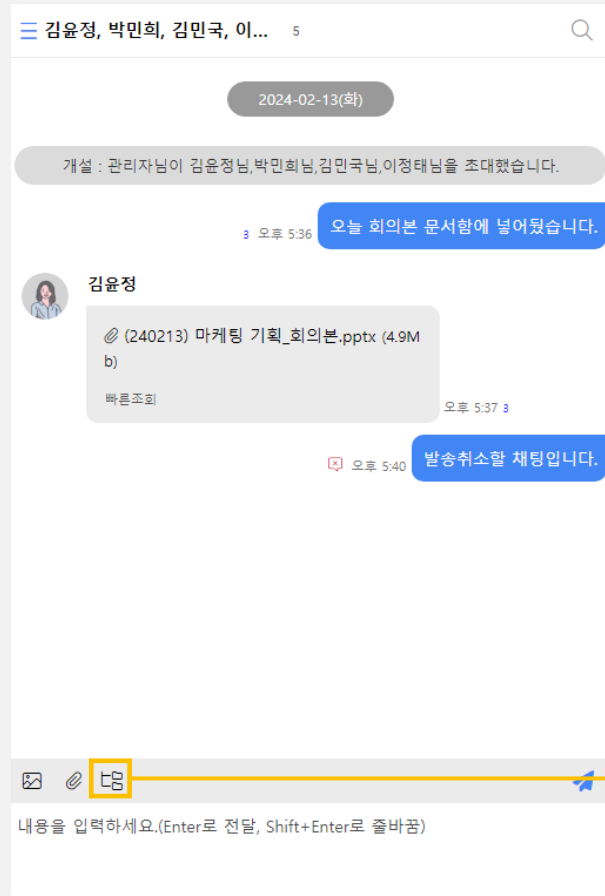 김윤정, 박민희, 김민국, 이... 5
2024-02-13(화)
개설 : 관리자님이 김윤정님,박민희님,김민국님,이정태님을 초대했습니다.
3 오후 5:36 오늘 회의본 문서함에 넣어뒀습니다.
김윤정
(240213) 마케팅 기획_회의본.pptx (4.9M
b)
빠른조회
오후 5:37 3
오후 5:40 발송취소할 채팅입니다.
내용을 입력하세요.(Enter로 전달, Shift+Enter로 줄바꿈)